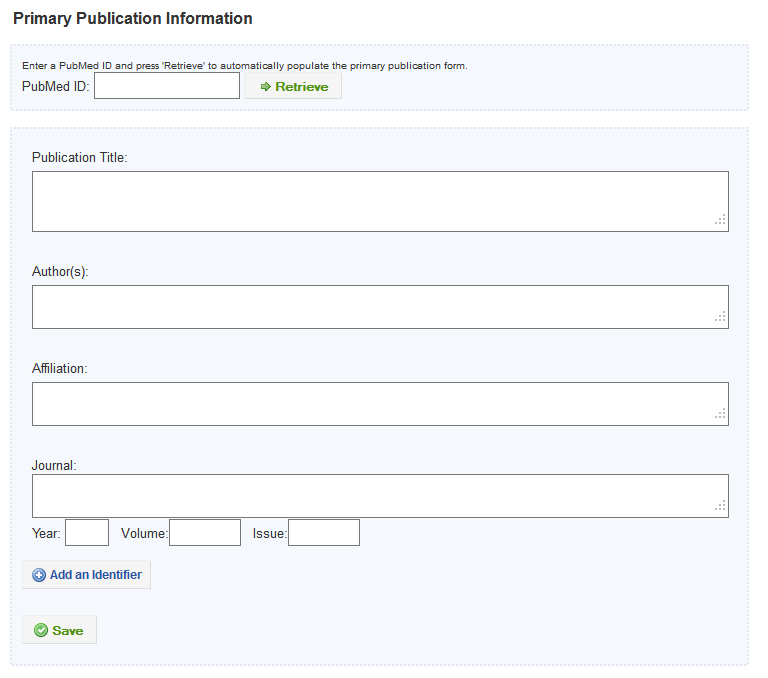 Primary Publication Information
Enter a PubMed ID and press 'Retrieve' to automatically populate the primary publication form.
PubMed ID: Retrieve
Publication Title:
Author(s):
Affiliation:
Journal:
Year: Volume: Issue:
Add an Identifier
Save